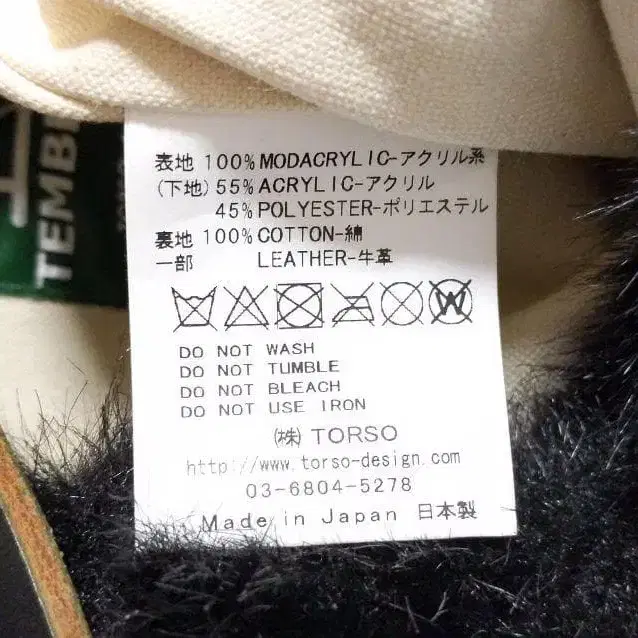 TEMBE
表地 100% MODACRYLIC-アクリル系
(下地) 55% ACRYLIC-アクリル
45% POLYESTER-ポリエステル
裏地 100% COTTON-綿
一部 LEATHER-牛革
W
DO NOT WASH
DO NOT TUMBLE
DO NOT BLEACH
DO NOT USE IRON
(株) TORSO
http://www.torso-design.com
03-6804-5278
Made in Japan 日本製